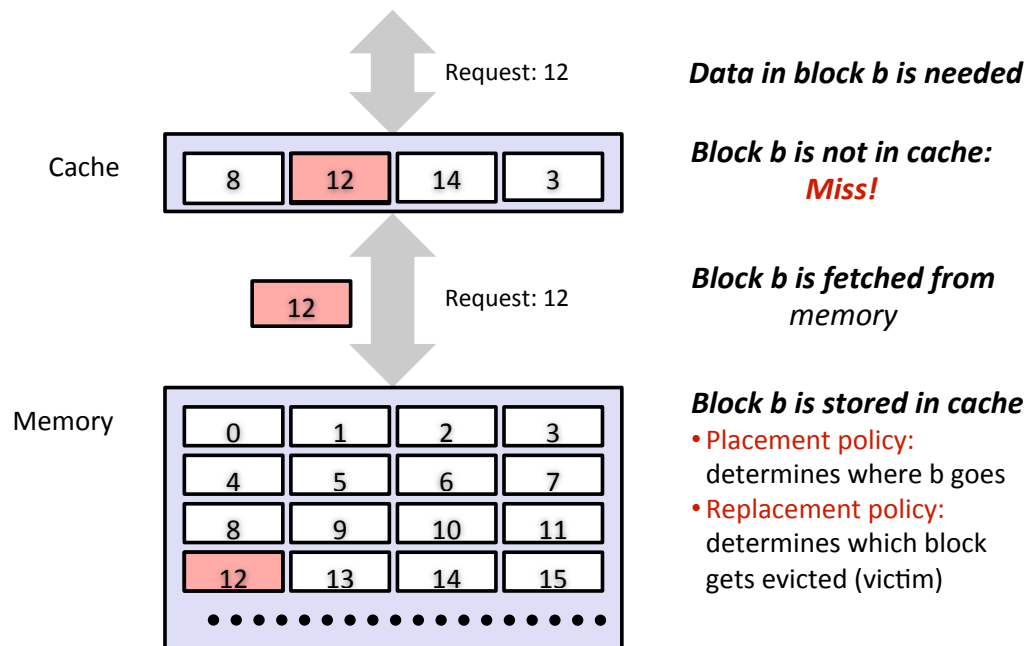 Request: 12
Data in block b is needed
Cache
8 12 14 3
Block b is not in cache:
Miss!
12
Request: 12
Block b is fetched from
memory
Memory
0 1 2 3
4 5 6 7
8 9 10 11
12 13 14 15
Block b is stored in cache
• Placement policy:
determines where b goes
• Replacement policy:
determines which block
gets evicted (victim)